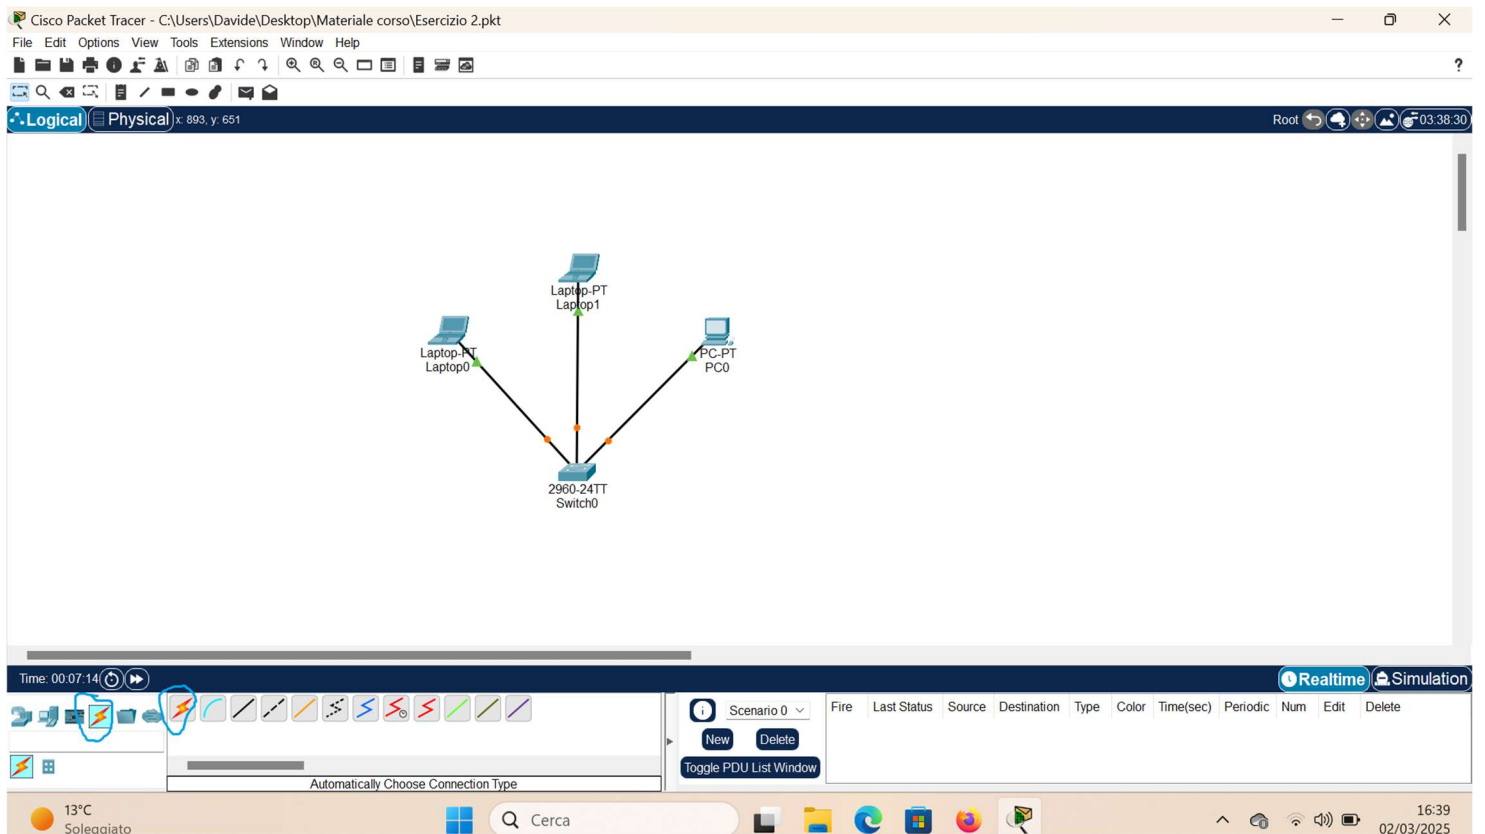 Cisco Packet Tracer - C:\Users\Davide\Desktop\Materiale corso\Esercizio 2.pkt
File Edit Options View Tools Extensions Window Help
?
Logical Physical x: 893, y: 651
Root 03:38:30
Laptop-PT
Laptop1
Laptop-PT
Laptop0
PC-PT
PC0
2960-24TT
Switch0
Time: 00:07:14
Realtime Simulation
Scenario 0
Fire Last Status Source Destination Type Color Time(sec) Periodic Num Edit Delete
New Delete
Toggle PDU List Window
Automatically Choose Connection Type
13°C
Soleggiato
Cerca
16:39
02/03/2025